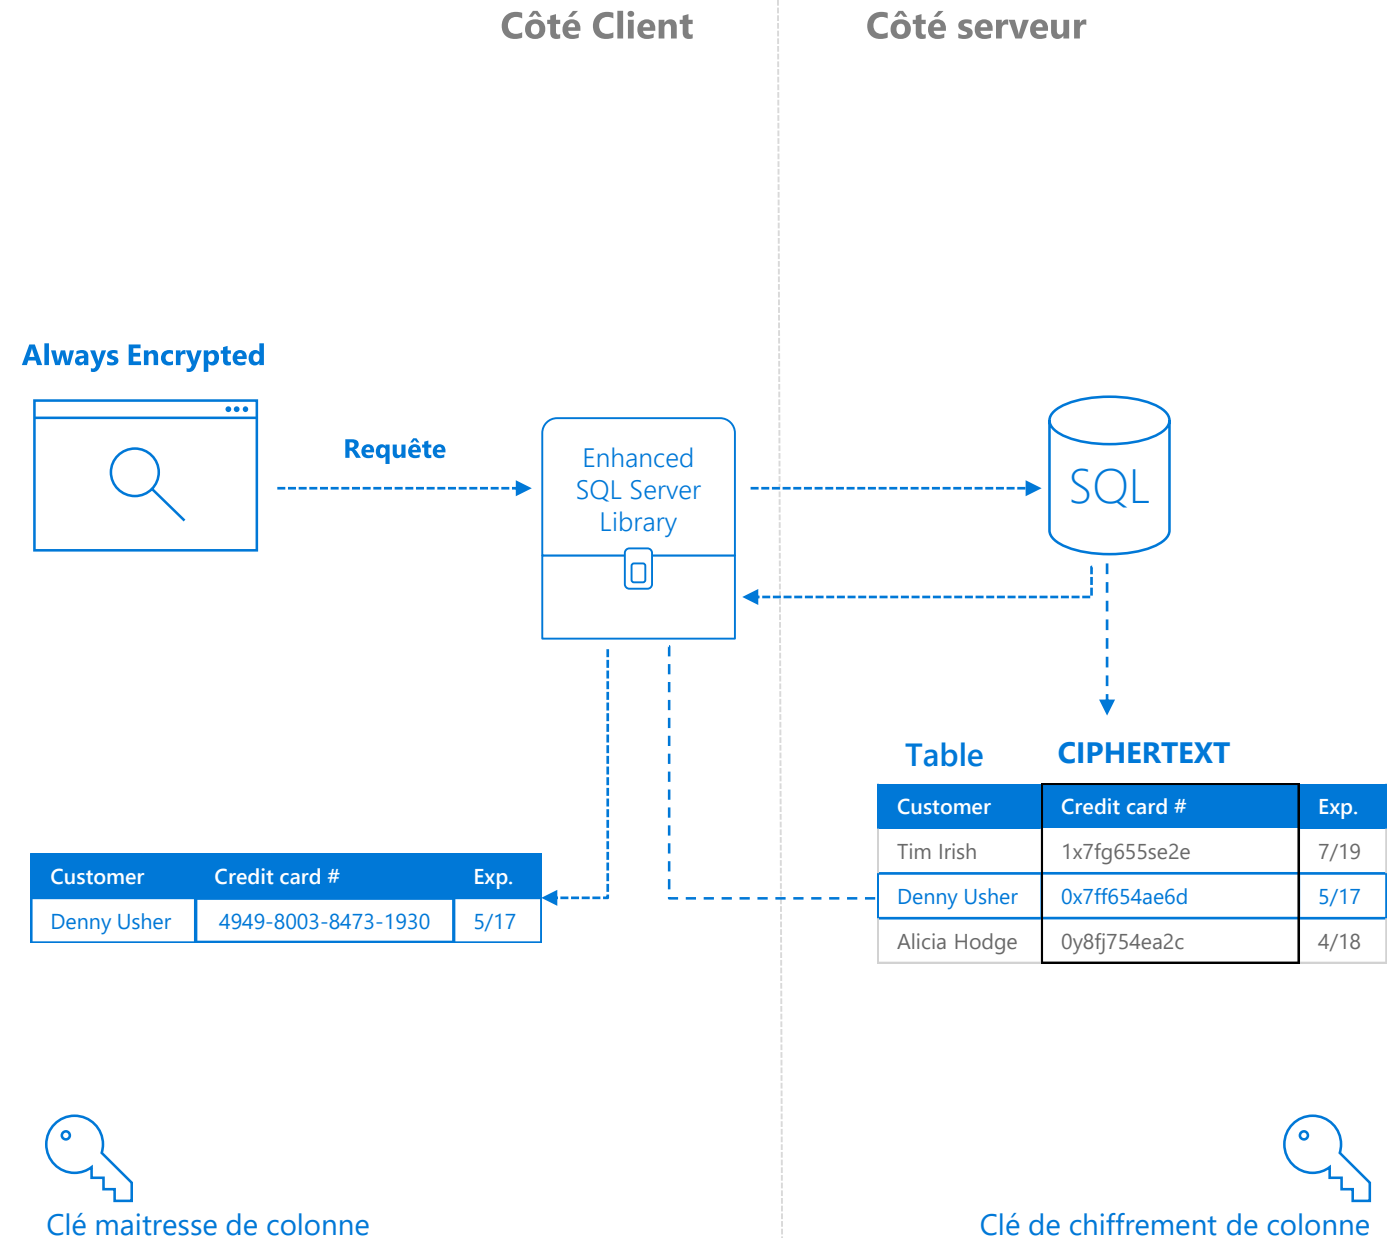 Côté Client
Côté serveur
Always Encrypted
Requête
Enhanced
SQL Server
Library
SQL
Table
CIPHERTEXT
Customer Credit card # Exp.
Tim Irish 1x7fg655se2e 7/19
Denny Usher 0x7ff654ae6d 5/17
Alicia Hodge 0y8fj754ea2c 4/18
Customer Credit card # Exp.
Denny Usher 4949-8003-8473-1930 5/17
Clé maitresse de colonne
Clé de chiffrement de colonne